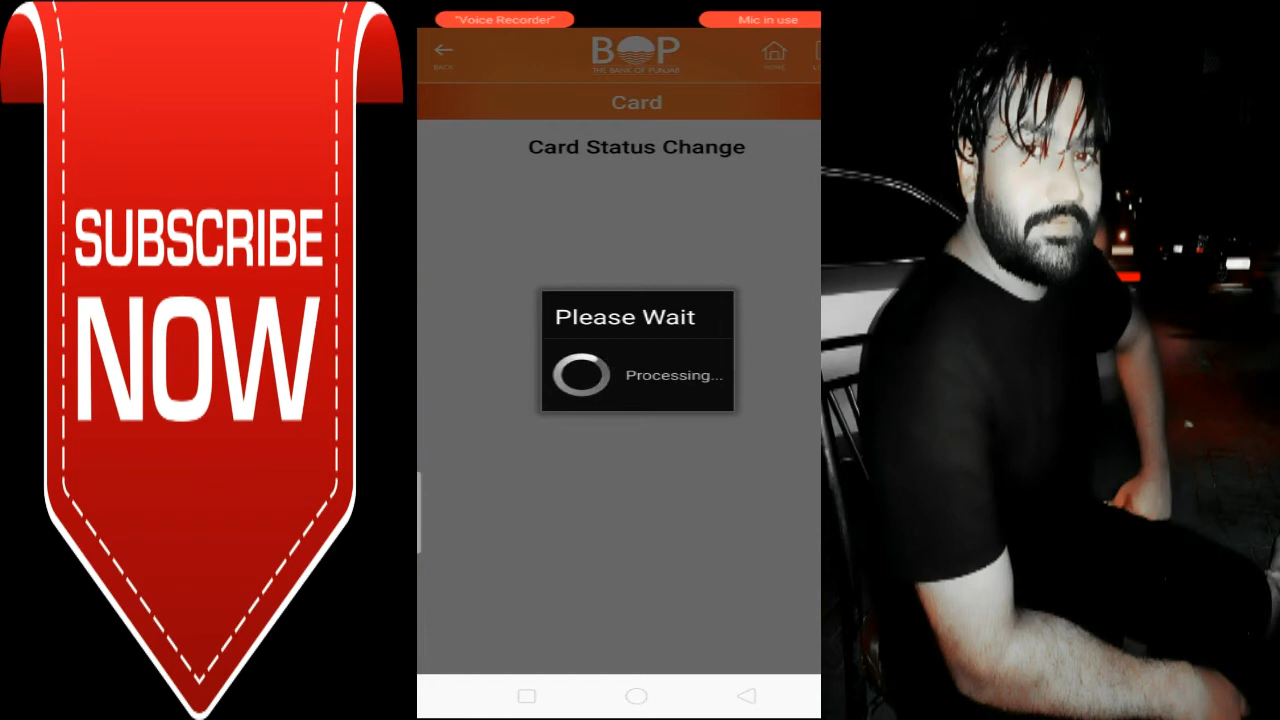 SUBSCRIBE
NOW
"Voice Recorder"
Mic in use
BACK
BOP
THE BANK OF PUNJAB
HOME
Card
Card Status Change
Please Wait
Processing...